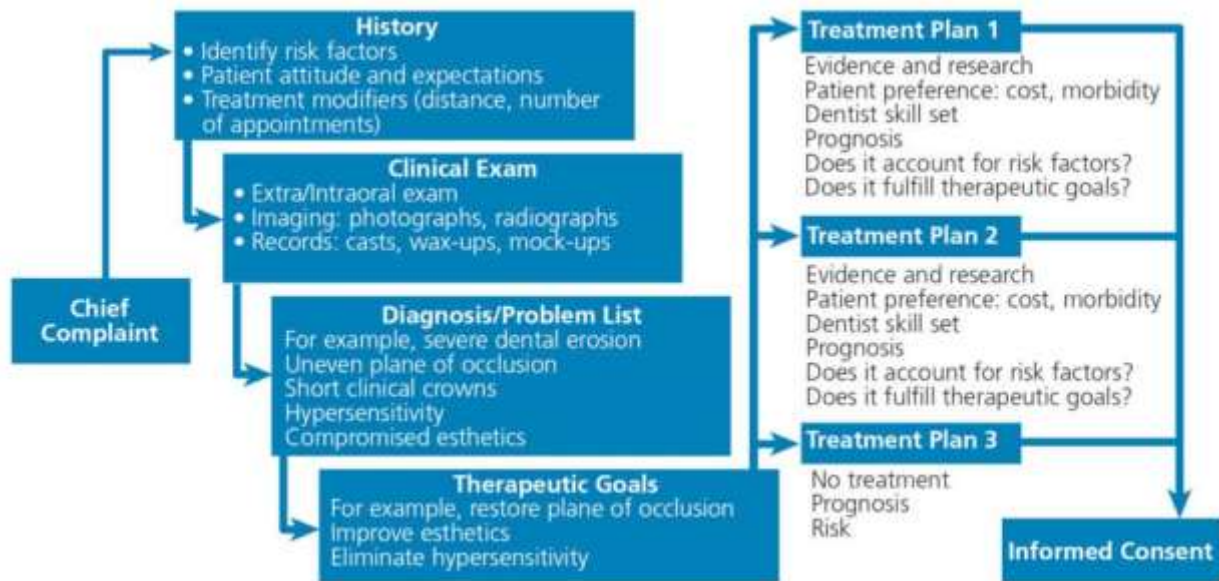 Chief
Complaint
History
• Identify risk factors
• Patient attitude and expectations
• Treatment modifiers (distance, number
of appointments)
Clinical Exam
• Extra/Intraoral exam
• Imaging: photographs, radiographs
• Records: casts, wax-ups, mock-ups
Diagnosis/Problem List
For example, severe dental erosion
Uneven plane of occlusion
Short clinical crowns
Hypersensitivity
Compromised esthetics
Therapeutic Goals
For example, restore plane of occlusion
Improve esthetics
Eliminate hypersensitivity
Treatment Plan 1
Evidence and research
Patient preference: cost, morbidity
Dentist skill set
Prognosis
Does it account for risk factors?
Does it fulfill therapeutic goals?
Treatment Plan 2
Evidence and research
Patient preference: cost, morbidity
Dentist skill set
Prognosis
Does it account for risk factors?
Does it fulfill therapeutic goals?
Treatment Plan 3
No treatment
Prognosis
Risk
Informed Consent